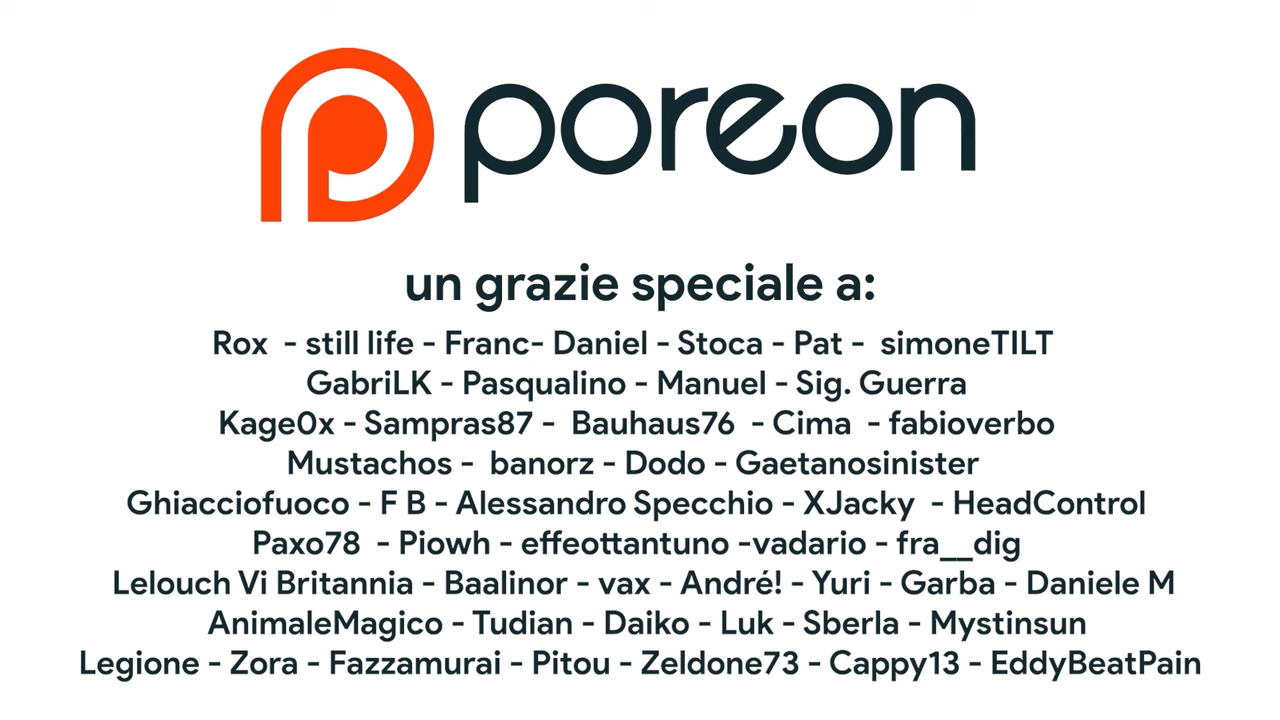 poreon
un grazie speciale a:
Rox - still life - Franc- Daniel - Stoca - Pat - simoneTILT
GabriLK - Pasqualino - Manuel - Sig. Guerra
Kage0x - Sampras87 - Bauhaus76 - Cima - fabioverbo
Mustachos - banorz - Dodo - Gaetanosinister
Ghiacciofuoco - F B - Alessandro Specchio - XJacky - HeadControl
Paxo78 - Piowh - effeottantuno -vadario - fra__dig
Lelouch Vi Britannia - Baalinor - vax - André! - Yuri - Garba - Daniele M
AnimaleMagico - Tudian - Daiko - Luk - Sberla - Mystinsun
Legione - Zora - Fazzamurai - Pitou - Zeldone73 - Cappy13 - EddyBeatPain